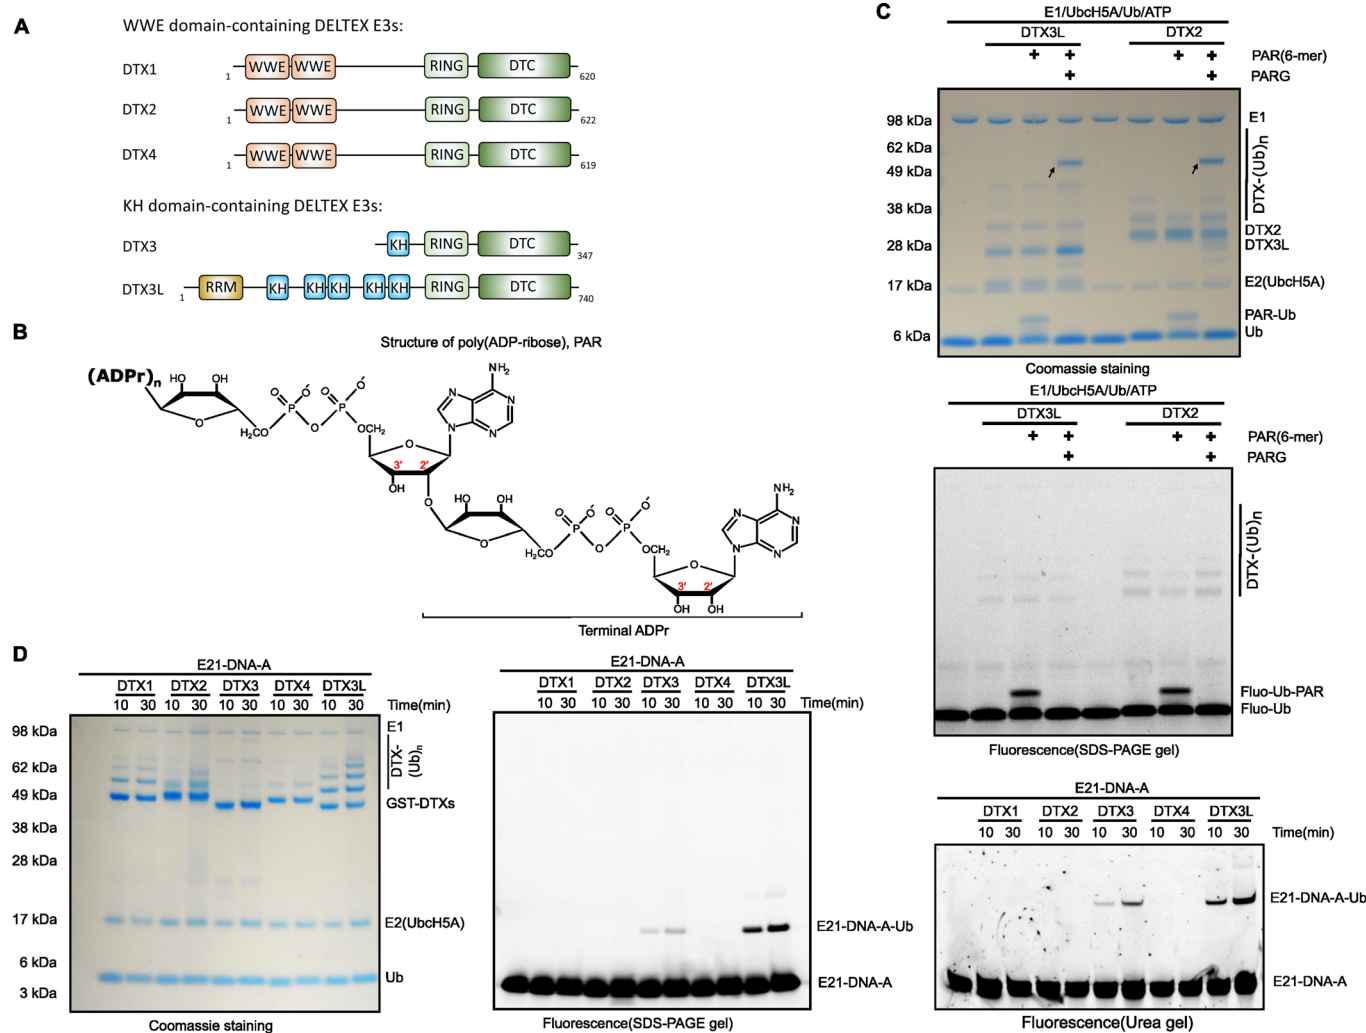 A
WWE domain-containing DELTEX E3s:
DTX1 1 WWE WWE RING DTC 620
DTX2 1 WWE WWE RING DTC 622
DTX4 1 WWE WWE RING DTC 619
KH domain-containing DELTEX E3s:
DTX3 KH RING DTC 347
DTX3L 1 RRM KH KH KH KH KH RING DTC 740
B
Structure of poly(ADP-ribose), PAR
(ADPr)n
HO OH
O
H₂C O
O P O⁻
O
O P O⁻
O CH₂
O
3′ 2′
OH
O
NH₂
N N
N N
HO OH
O
H₂C O
O P O⁻
O
O P O⁻
O CH₂
O
3′ 2′
OH OH
NH₂
N N
N N
Terminal ADPr
C
E1/UbcH5A/Ub/ATP
DTX3L DTX2
+ + + + PAR(6-mer)
+ + PARG
98 kDa
62 kDa
49 kDa
38 kDa
28 kDa
17 kDa
6 kDa
E1
DTX-(Ub)n
DTX2
DTX3L
E2(UbcH5A)
PAR-Ub
Ub
Coomassie staining
E1/UbcH5A/Ub/ATP
DTX3L DTX2
+ + + + PAR(6-mer)
+ + PARG
DTX-(Ub)n
Fluo-Ub-PAR
Fluo-Ub
Fluorescence(SDS-PAGE gel)
D
E21-DNA-A
DTX1 DTX2 DTX3 DTX4 DTX3L
10 30 10 30 10 30 10 30 10 30 Time(min)
98 kDa
62 kDa
49 kDa
38 kDa
28 kDa
17 kDa
6 kDa
3 kDa
E1
DTX-
(Ub)n
GST-DTXs
E2(UbcH5A)
Ub
Coomassie staining
E21-DNA-A
DTX1 DTX2 DTX3 DTX4 DTX3L
10 30 10 30 10 30 10 30 10 30 Time(min)
E21-DNA-A-Ub
E21-DNA-A
Fluorescence(SDS-PAGE gel)
E21-DNA-A
DTX1 DTX2 DTX3 DTX4 DTX3L
10 30 10 30 10 30 10 30 10 30 Time(min)
E21-DNA-A-Ub
E21-DNA-A
Fluorescence(Urea gel)